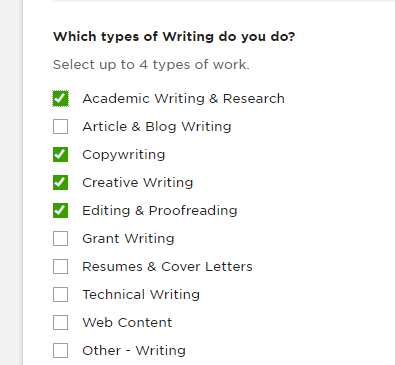 Which types of Writing do you do?
Select up to 4 types of work.
Academic Writing & Research
Article & Blog Writing
Copywriting
Creative Writing
Editing & Proofreading
Grant Writing
Resumes & Cover Letters
Technical Writing
Web Content
Other - Writing